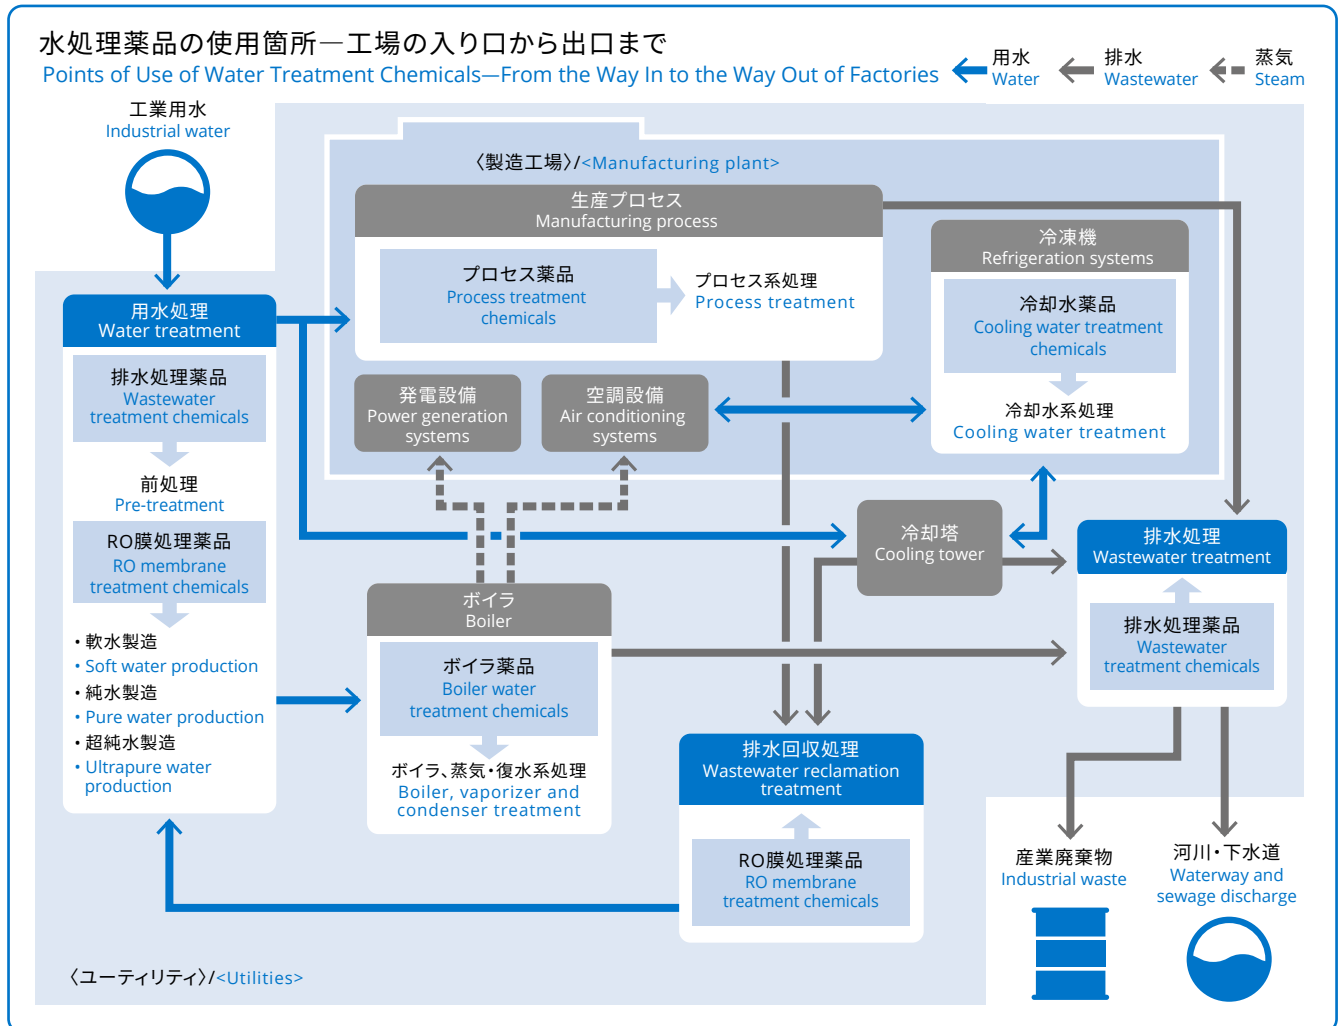 水処理薬品の使用箇所―工場の入り口から出口まで
Points of Use of Water Treatment Chemicals—From the Way In to the Way Out of Factories
用水
Water
排水
Wastewater
蒸気
Steam
工業用水
Industrial water
〈製造工場〉/<Manufacturing plant>
生産プロセス
Manufacturing process
プロセス薬品
Process treatment
chemicals
プロセス系処理
Process treatment
冷凍機
Refrigeration systems
冷却水薬品
Cooling water treatment
chemicals
冷却水系処理
Cooling water treatment
用水処理
Water treatment
排水処理薬品
Wastewater
treatment chemicals
前処理
Pre-treatment
RO膜処理薬品
RO membrane
treatment chemicals
・軟水製造
・Soft water production
・純水製造
・Pure water production
・超純水製造
・Ultrapure water
production
発電設備
Power generation
systems
空調設備
Air conditioning
systems
冷却塔
Cooling tower
ボイラ
Boiler
ボイラ薬品
Boiler water
treatment chemicals
ボイラ、蒸気・復水系処理
Boiler, vaporizer and
condenser treatment
排水処理
Wastewater treatment
排水処理薬品
Wastewater
treatment chemicals
排水回収処理
Wastewater reclamation
treatment
RO膜処理薬品
RO membrane
treatment chemicals
産業廃棄物
Industrial waste
河川・下水道
Waterway and
sewage discharge
〈ユーティリティ〉/<Utilities>